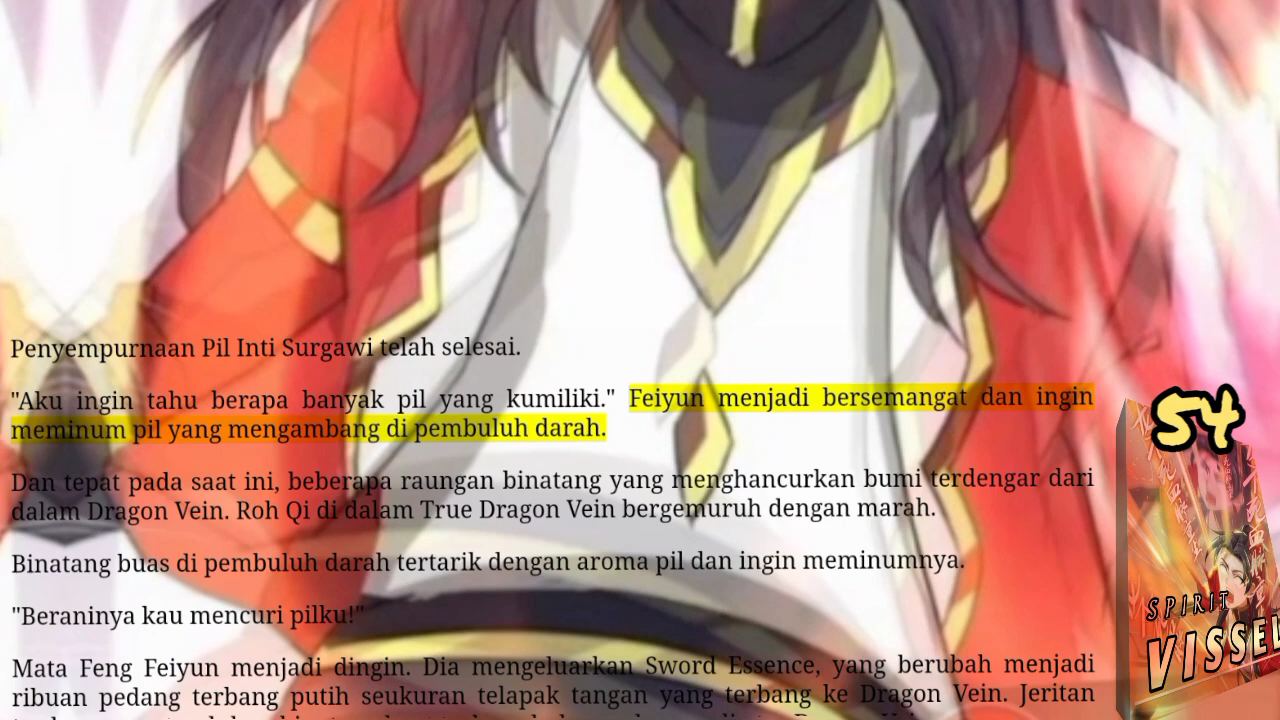 Penyempurnaan Pil Inti Surgawi telah selesai.
"Aku ingin tahu berapa banyak pil yang kumiliki." Feiyun menjadi bersemangat dan ingin
meminum pil yang mengambang di pembuluh darah.
Dan tepat pada saat ini, beberapa raungan binatang yang menghancurkan bumi terdengar dari
dalam Dragon Vein. Roh Qi di dalam True Dragon Vein bergemuruh dengan marah.
Binatang buas di pembuluh darah tertarik dengan aroma pil dan ingin meminumnya.
"Beraninya kau mencuri pilku!"
Mata Feng Feiyun menjadi dingin. Dia mengeluarkan Sword Essence, yang berubah menjadi
ribuan pedang terbang putih seukuran telapak tangan yang terbang ke Dragon Vein. Jeritan
54
SPIRIT
VISSEL